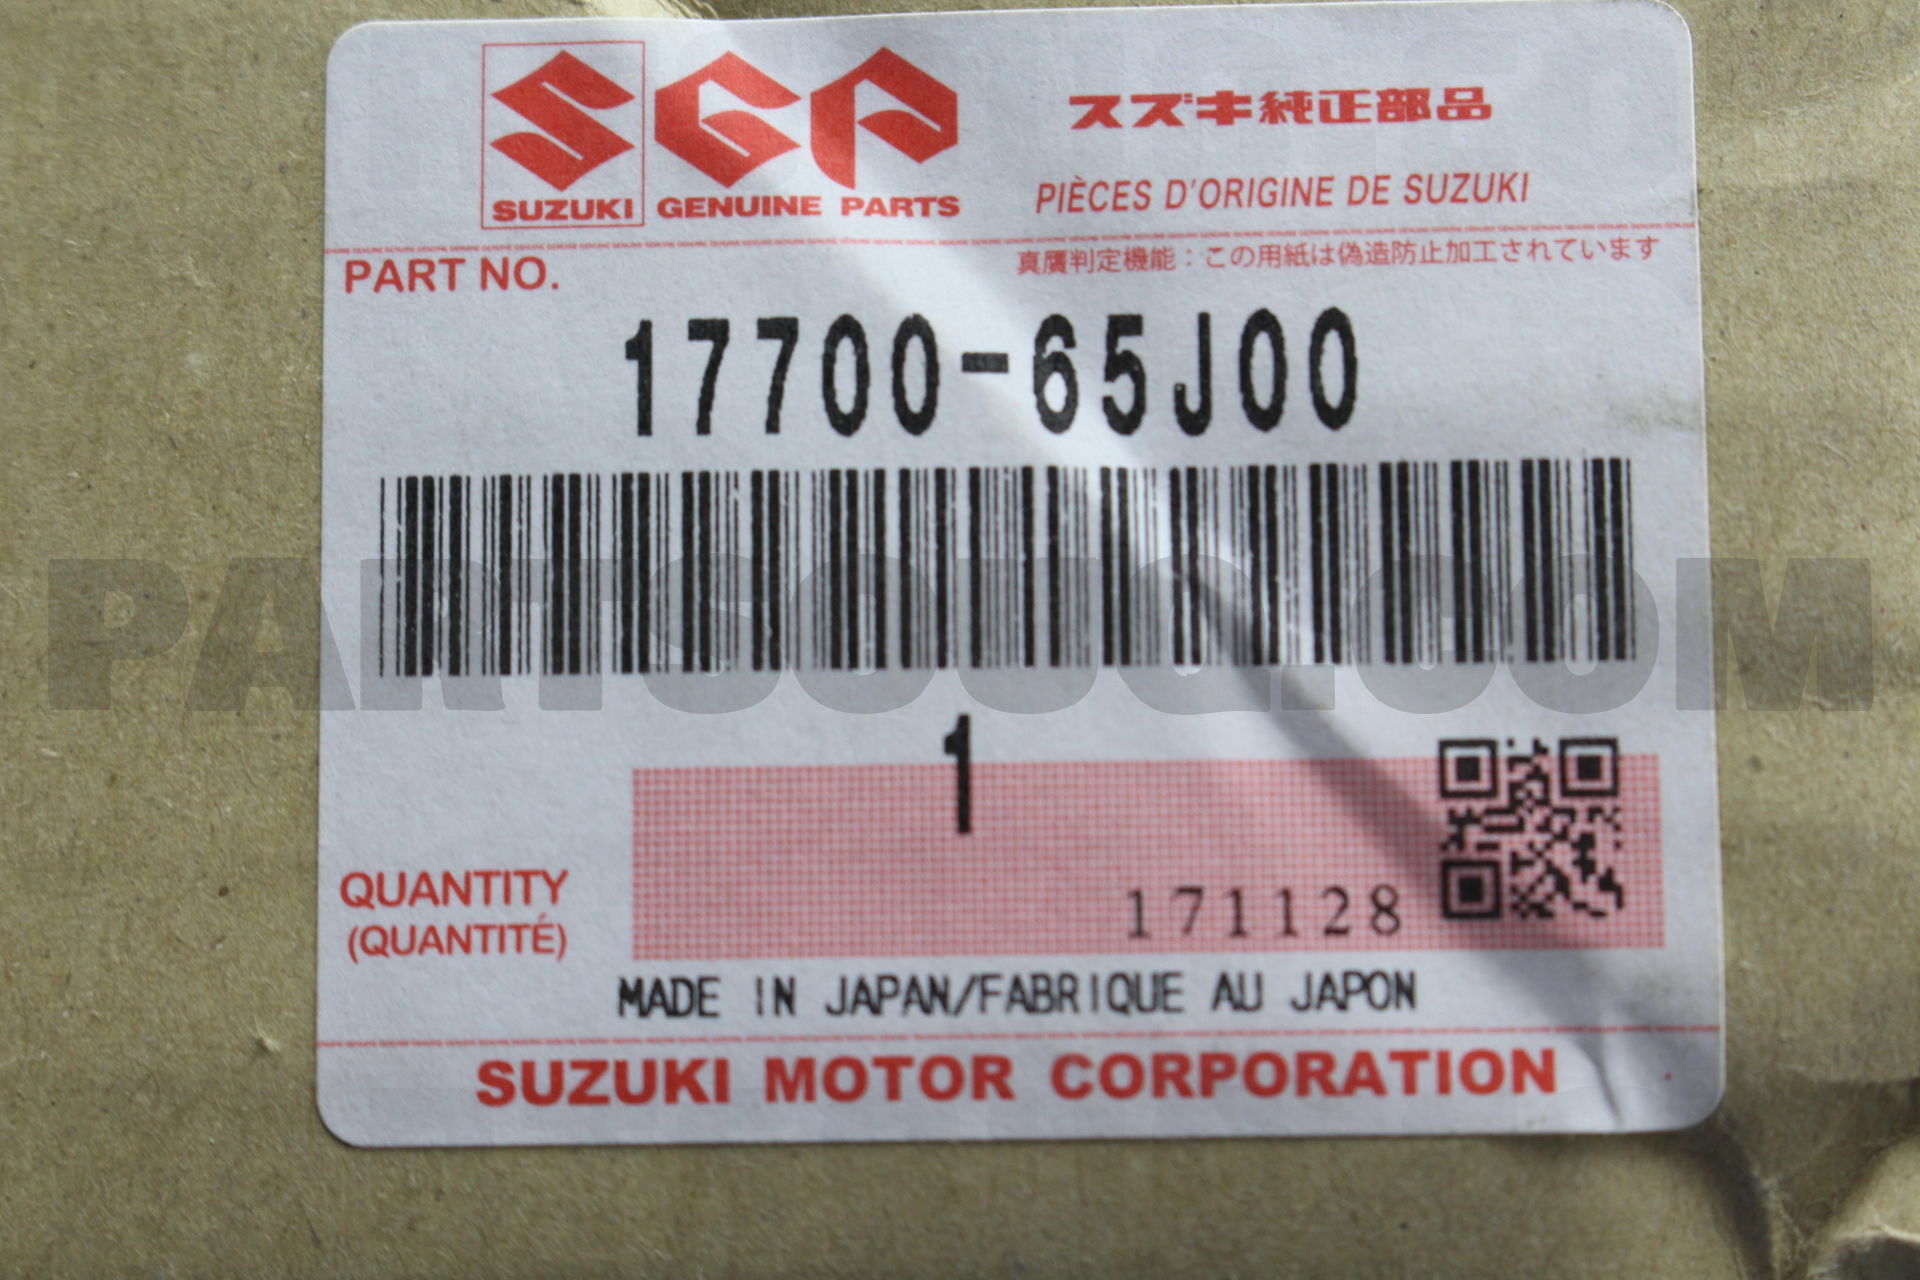 SUZUKI GENUINE PARTS
スズキ純正部品
PIÈCES D'ORIGINE DE SUZUKI
PART NO.
真贋判定機能:この用紙は偽造防止加工されています
17700-65J00
PARTSOUQ.COM
1
QUANTITY
(QUANTITÉ)
171128
MADE IN JAPAN/FABRIQUE AU JAPON
SUZUKI MOTOR CORPORATION